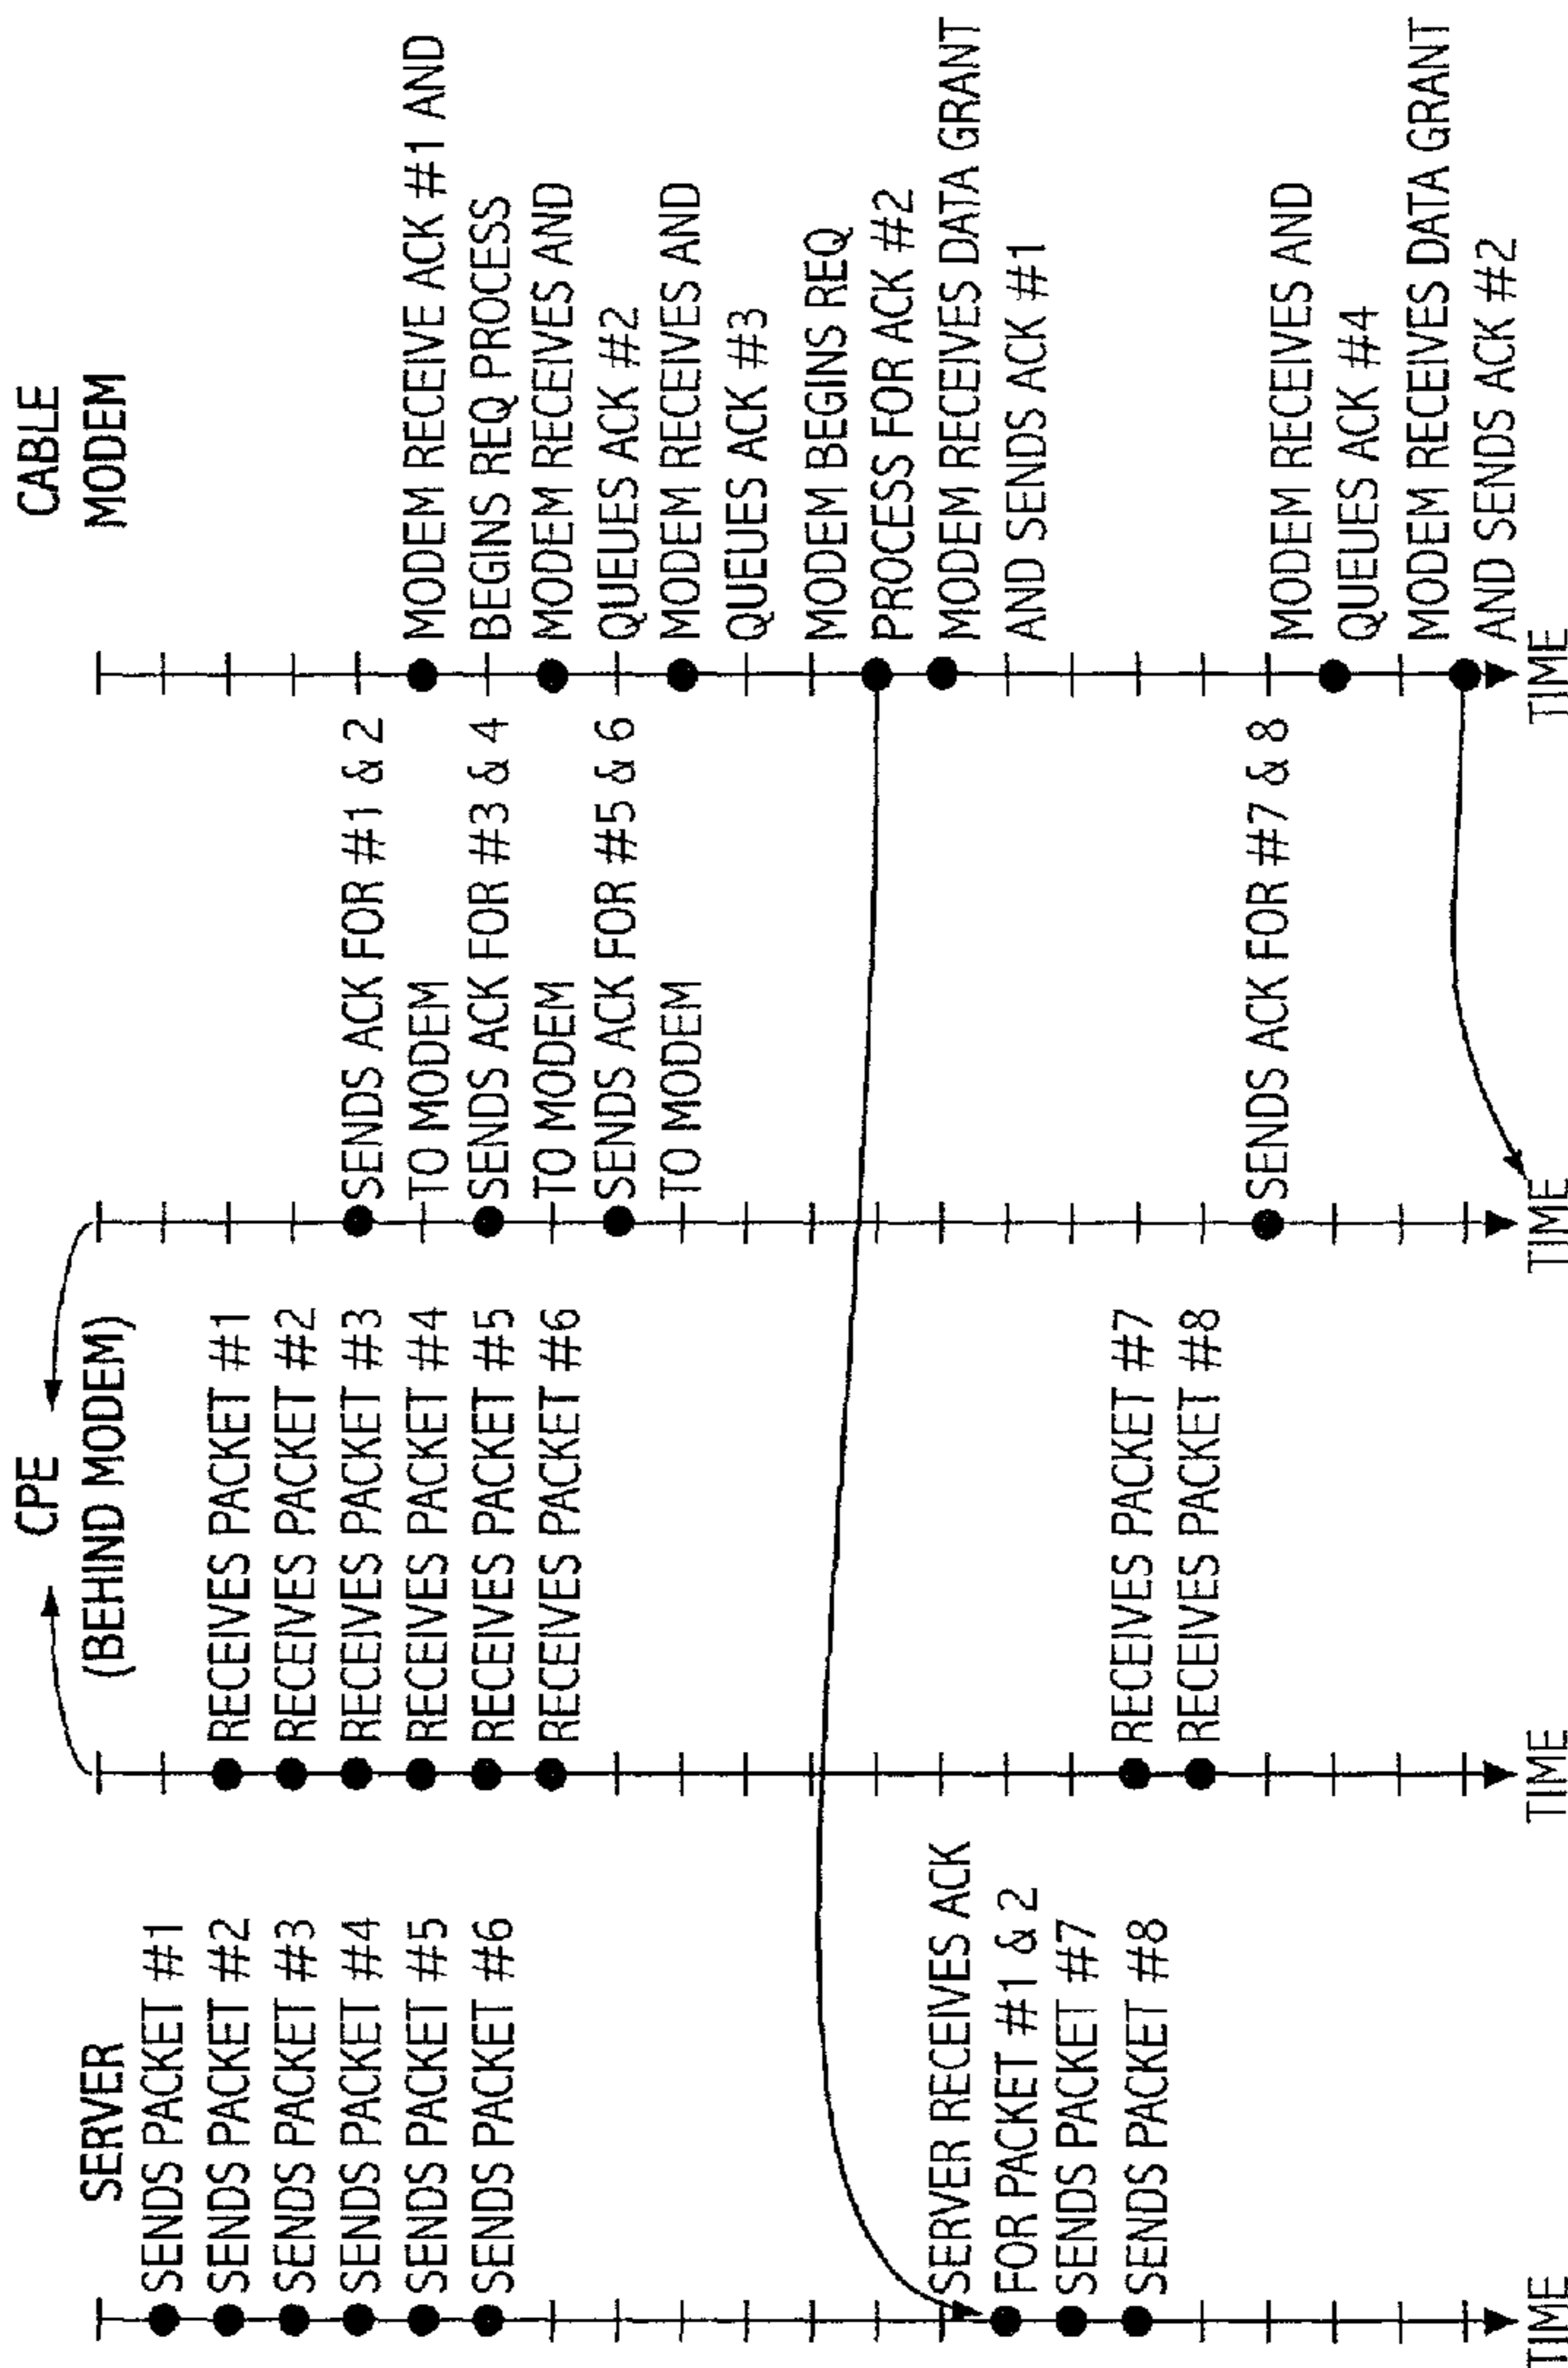 SERVER
SENDS PACKET #1
SENDS PACKET #2
SENDS PACKET #3
SENDS PACKET #4
SENDS PACKET #5
SENDS PACKET #6
SERVER RECEIVES ACK
FOR PACKET #1 & 2
SENDS PACKET #7
SENDS PACKET #8
TIME
CPE
(BEHIND MODEM)
RECEIVES PACKET #1
RECEIVES PACKET #2
RECEIVES PACKET #3
RECEIVES PACKET #4
RECEIVES PACKET #5
RECEIVES PACKET #6
RECEIVES PACKET #7
RECEIVES PACKET #8
TIME
SENDS ACK FOR #1 & 2
TO MODEM
SENDS ACK FOR #3 & 4
TO MODEM
SENDS ACK FOR #5 & 6
TO MODEM
SENDS ACK FOR #7 & 8
TIME
CABLE
MODEM
MODEM RECEIVE ACK #1 AND
BEGINS REQ PROCESS
MODEM RECEIVES AND
QUEUES ACK #2
MODEM RECEIVES AND
QUEUES ACK #3
MODEM BEGINS REQ
PROCESS FOR ACK #2
MODEM RECEIVES DATA GRANT
AND SENDS ACK #1
MODEM RECEIVES AND
QUEUES ACK #4
MODEM RECEIVES DATA GRANT
AND SENDS ACK #2
TIME